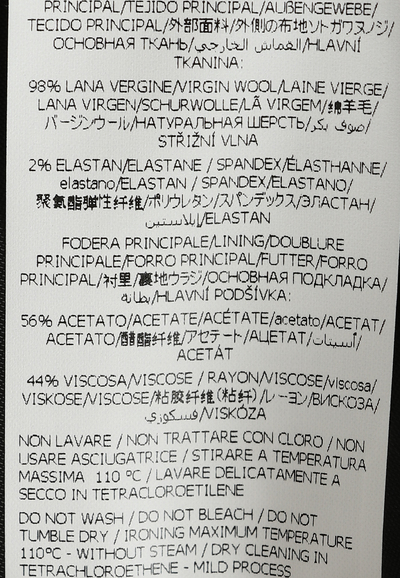 PRINCIPAL/TEJIDO PRINCIPAL/AUßENGEWEBE/
TECIDO PRINCIPAL/外部面料/外側の布地ソトガワヌノジ/
ОСНОВНАЯ ТКАНЬ/القماش الخارجي/HLAVNÍ
TKANINA:
98% LANA VERGINE/VIRGIN WOOL/LAINE VIERGE/
LANA VIRGEN/SCHURWOLLE/LÃ VIRGEM/绵羊毛/
バージンウール/НАТУРАЛЬНАЯ ШЕРСТЬ/صوف بكر/
STŘIŽNÍ VLNA
2% ELASTAN/ELASTANE / SPANDEX/ÉLASTHANNE/
elastano/ELASTAN / SPANDEX/ELASTANO/
聚氨酯弹性纤维/ポリウレタン/スパンデックス/ЭЛАСТАН/
إيلاستين/ELASTAN
FODERA PRINCIPALE/LINING/DOUBLURE
PRINCIPALE/FORRO PRINCIPAL/FUTTER/FORRO
PRINCIPAL/衬里/裏地ウラジ/ОСНОВНАЯ ПОДКЛАДКА/
بطانة/HLAVNÍ PODŠÍVKA:
56% ACETATO/ACETATE/ACÉTATE/acetato/ACETAT/
ACETATO/醋酯纤维/アセテート/АЦЕТАТ/أسيتات/
ACETÁT
44% VISCOSA/VISCOSE / RAYON/VISCOSE/viscosa/
VISKOSE/VISCOSE/粘胶纤维(粘纤)/レーヨン/ВИСКОЗА/
فسكوزي/VISKÓZA
NON LAVARE / NON TRATTARE CON CLORO / NON
USARE ASCIUGATRICE / STIRARE A TEMPERATURA
MASSIMA 110 °C / LAVARE DELICATAMENTE A
SECCO IN TETRACLOROETILENE
DO NOT WASH / DO NOT BLEACH / DO NOT
TUMBLE DRY / IRONING MAXIMUM TEMPERATURE
110°C - WITHOUT STEAM / DRY CLEANING IN
TETRACHLOROETHENE - MILD PROCESS